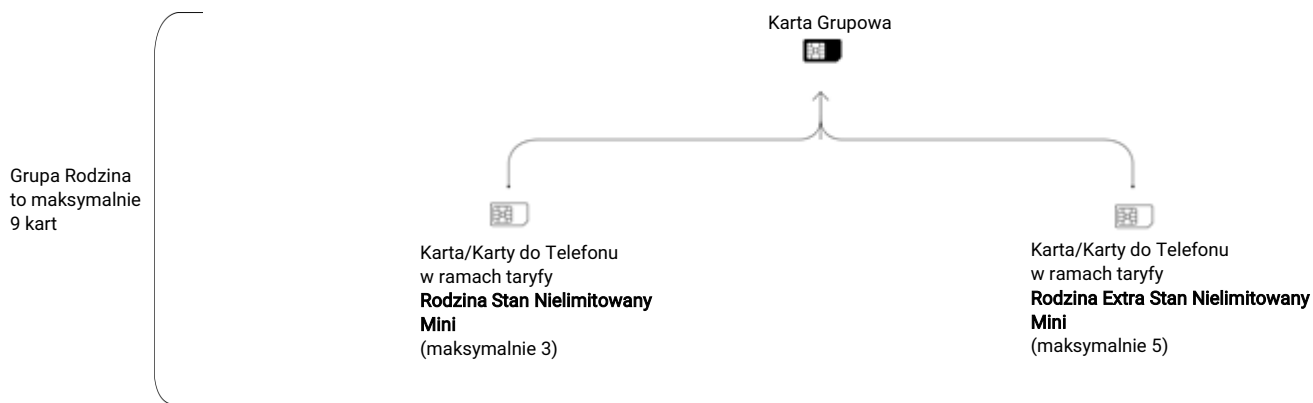 Karta Grupowa
Grupa Rodzina
to maksymalnie
9 kart
Karta/Karty do Telefonu
w ramach taryfy
Rodzina Stan Nielimitowany
Mini
(maksymalnie 3)
Karta/Karty do Telefonu
w ramach taryfy
Rodzina Extra Stan Nielimitowany
Mini
(maksymalnie 5)